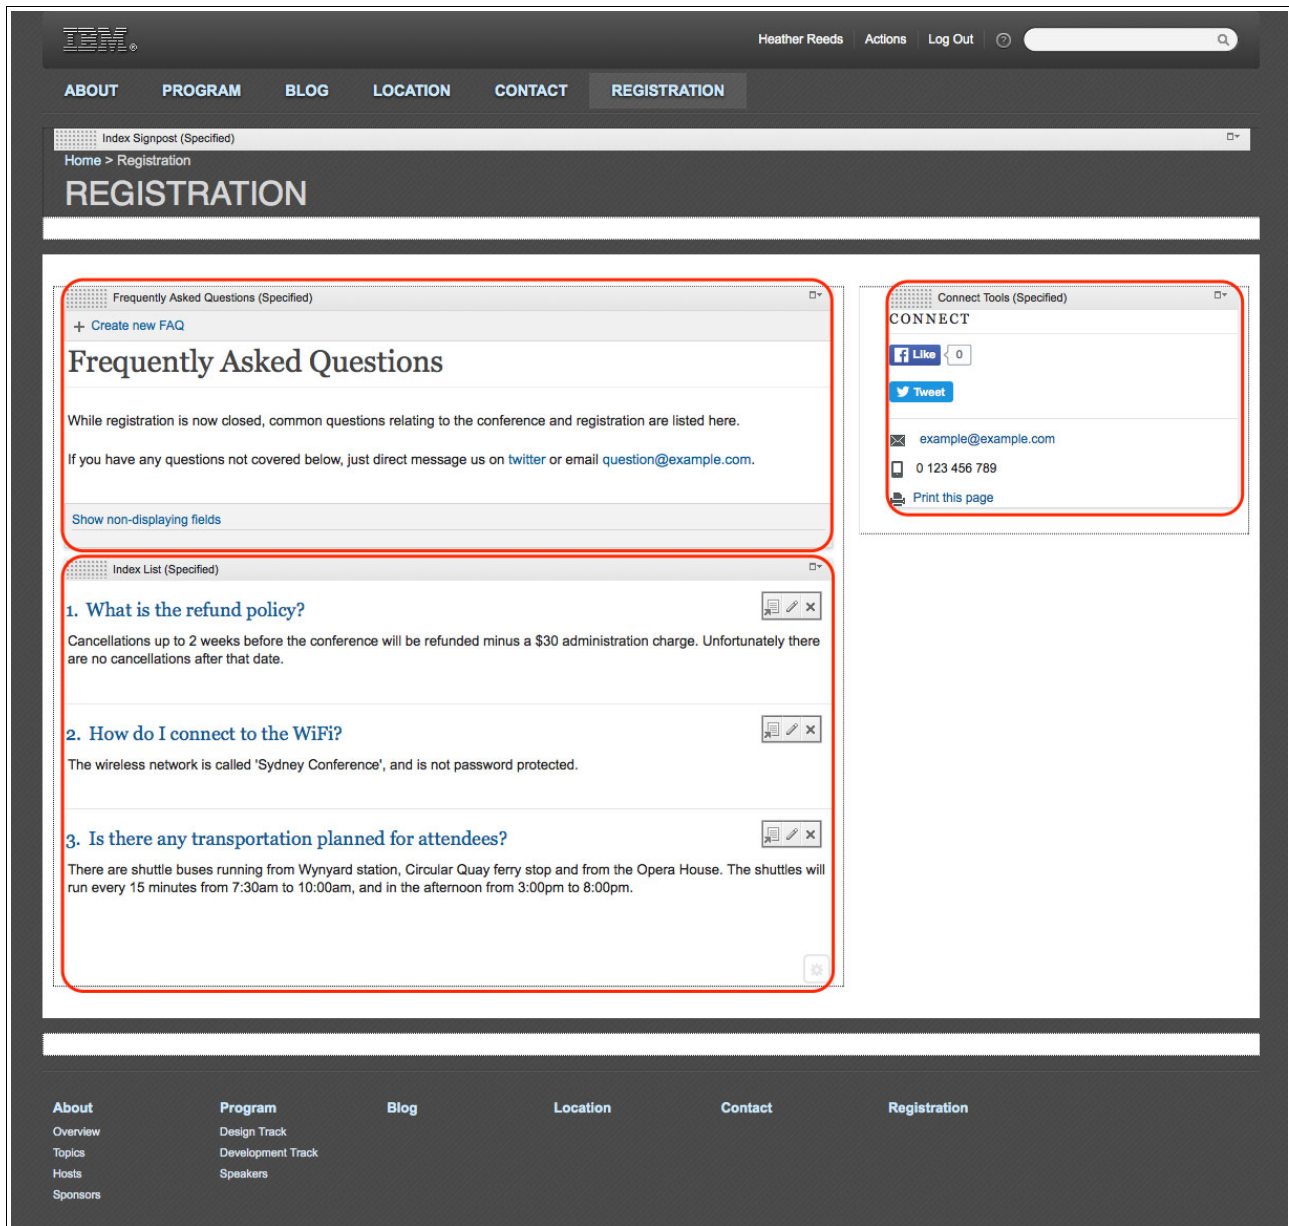 IBM®
Heather Reeds Actions Log Out ?
ABOUT PROGRAM BLOG LOCATION CONTACT REGISTRATION
Index Signpost (Specified)
Home > Registration
REGISTRATION
Frequently Asked Questions (Specified)
+ Create new FAQ
Frequently Asked Questions
While registration is now closed, common questions relating to the conference and registration are listed here.
If you have any questions not covered below, just direct message us on twitter or email question@example.com.
Show non-displaying fields
Index List (Specified)
1. What is the refund policy?
Cancellations up to 2 weeks before the conference will be refunded minus a $30 administration charge. Unfortunately there
are no cancellations after that date.
2. How do I connect to the WiFi?
The wireless network is called 'Sydney Conference', and is not password protected.
3. Is there any transportation planned for attendees?
There are shuttle buses running from Wynyard station, Circular Quay ferry stop and from the Opera House. The shuttles will
run every 15 minutes from 7:30am to 10:00am, and in the afternoon from 3:00pm to 8:00pm.
Connect Tools (Specified)
CONNECT
Like 0
Tweet
example@example.com
0 123 456 789
Print this page
About Program Blog Location Contact Registration
Overview Design Track
Topics Development Track
Hosts Speakers
Sponsors